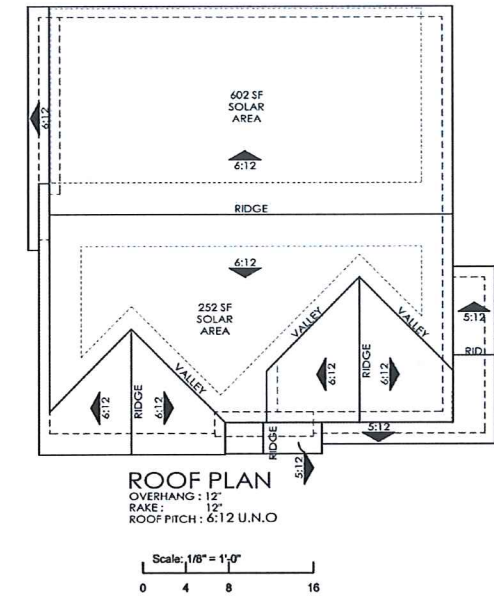 602 SF
SOLAR
AREA
6:12
6:12
RIDGE
6:12
252 SF
SOLAR
AREA
VALLEY
VALLEY
5:12
RID
VALLEY
6:12
RIDGE
6:12
6:12
RIDGE
6:12
5:12
RIDGE
5:12
ROOF PLAN
OVERHANG : 12"
RAKE : 12"
ROOF PITCH : 6:12 U.N.O
Scale: 1/8" = 1'-0"
0 4 8 16